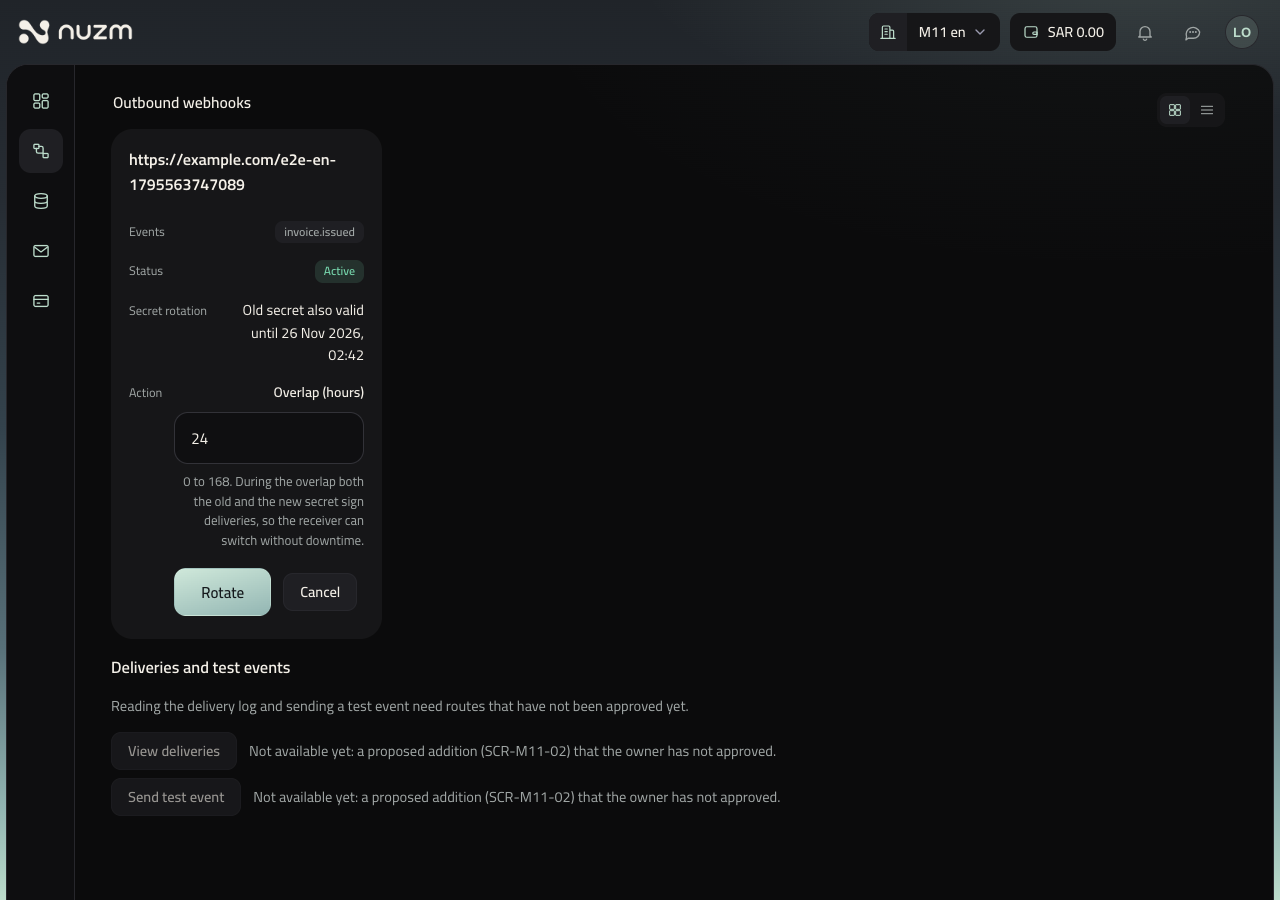 nuzm
M11 en
SAR 0.00
LO
Outbound webhooks
https://example.com/e2e-en-
1795563747089
Events
invoice.issued
Status
Active
Secret rotation
Old secret also valid
until 26 Nov 2026,
02:42
Action
Overlap (hours)
24
0 to 168. During the overlap both
the old and the new secret sign
deliveries, so the receiver can
switch without downtime.
Rotate
Cancel
Deliveries and test events
Reading the delivery log and sending a test event need routes that have not been approved yet.
View deliveries
Not available yet: a proposed addition (SCR-M11-02) that the owner has not approved.
Send test event
Not available yet: a proposed addition (SCR-M11-02) that the owner has not approved.